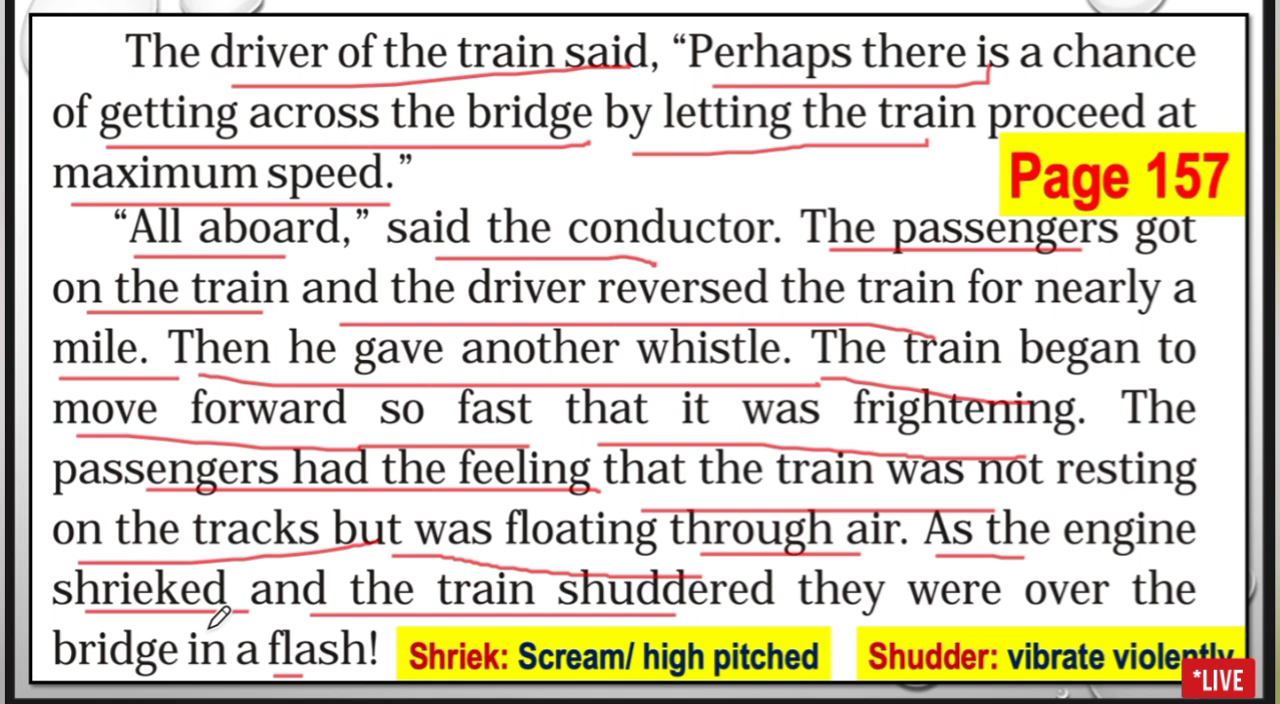 The driver of the train said, “Perhaps there is a chance
of getting across the bridge by letting the train proceed at
maximum speed.”
Page 157
“All aboard,” said the conductor. The passengers got
on the train and the driver reversed the train for nearly a
mile. Then he gave another whistle. The train began to
move forward so fast that it was frightening. The
passengers had the feeling that the train was not resting
on the tracks but was floating through air. As the engine
shrieked and the train shuddered they were over the
bridge in a flash!
Shriek: Scream/ high pitched
Shudder: vibrate violently
*LIVE